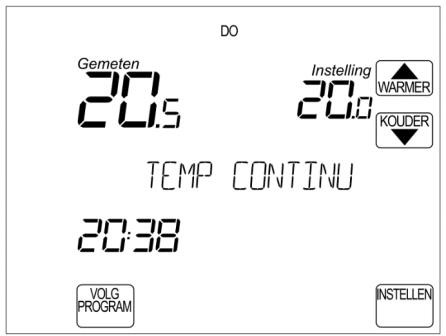 DO
Gemeten
20.5
Instelling
20.0
WARMER
KOUDER
TEMP CONTINU
20:38
VOLG
PROGRAM
INSTELLEN